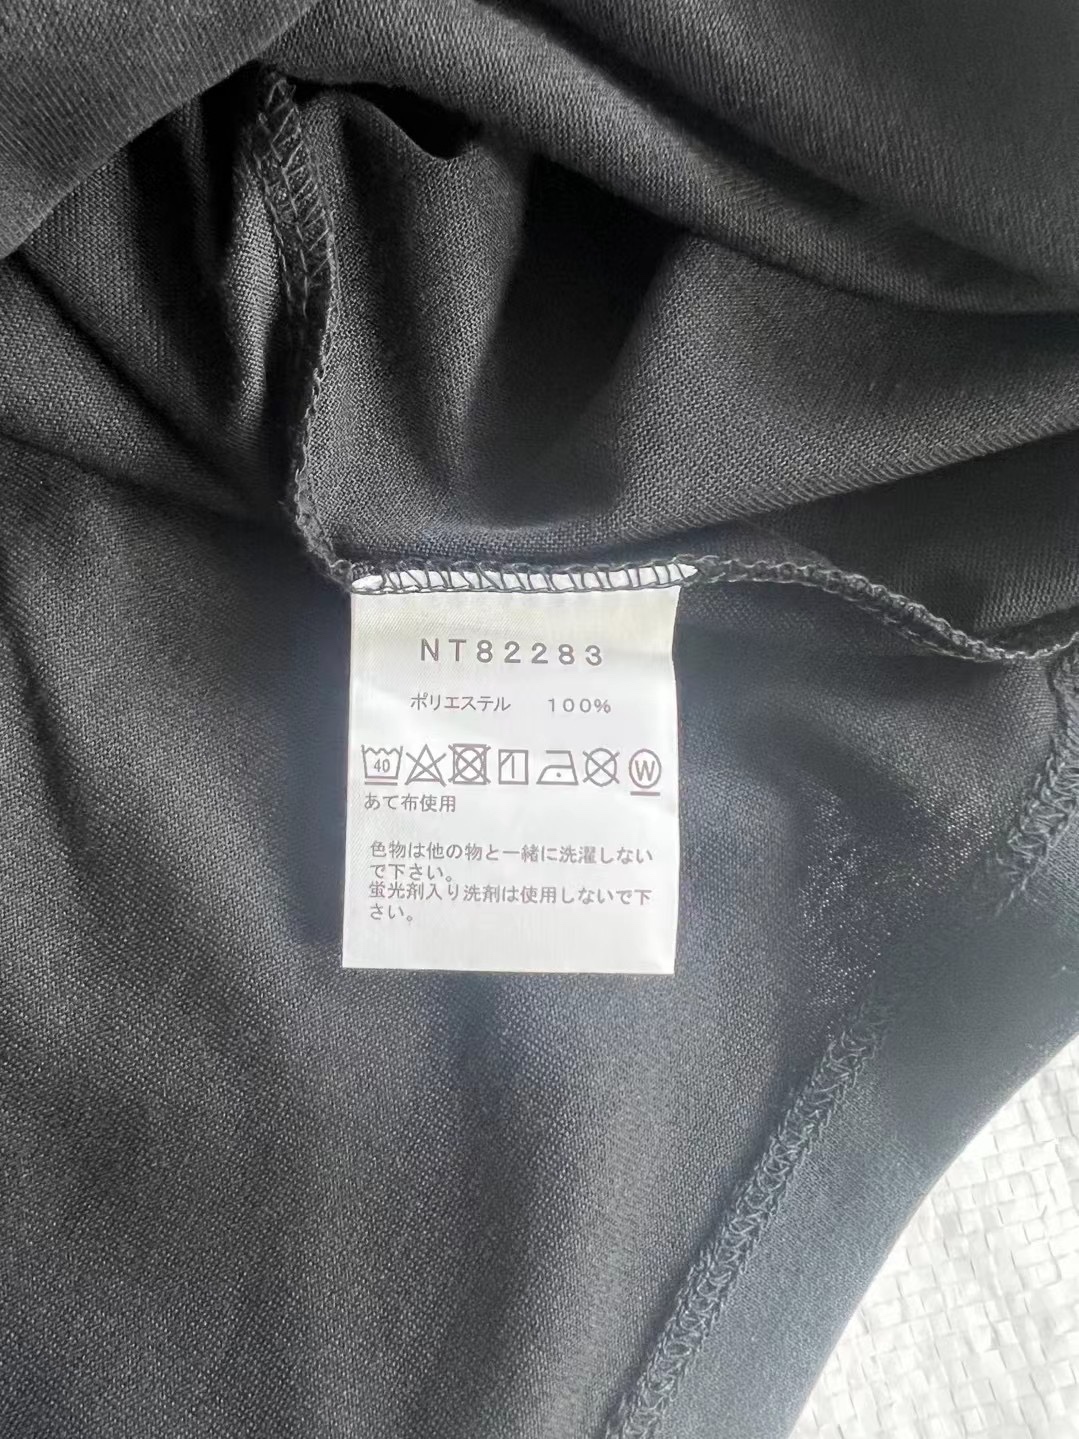 NT82283
ポリエステル 100%
40 W
あて布使用
色物は他の物と一緒に洗濯しない
で下さい。
蛍光剤入り洗剤は使用しないで下
さい。